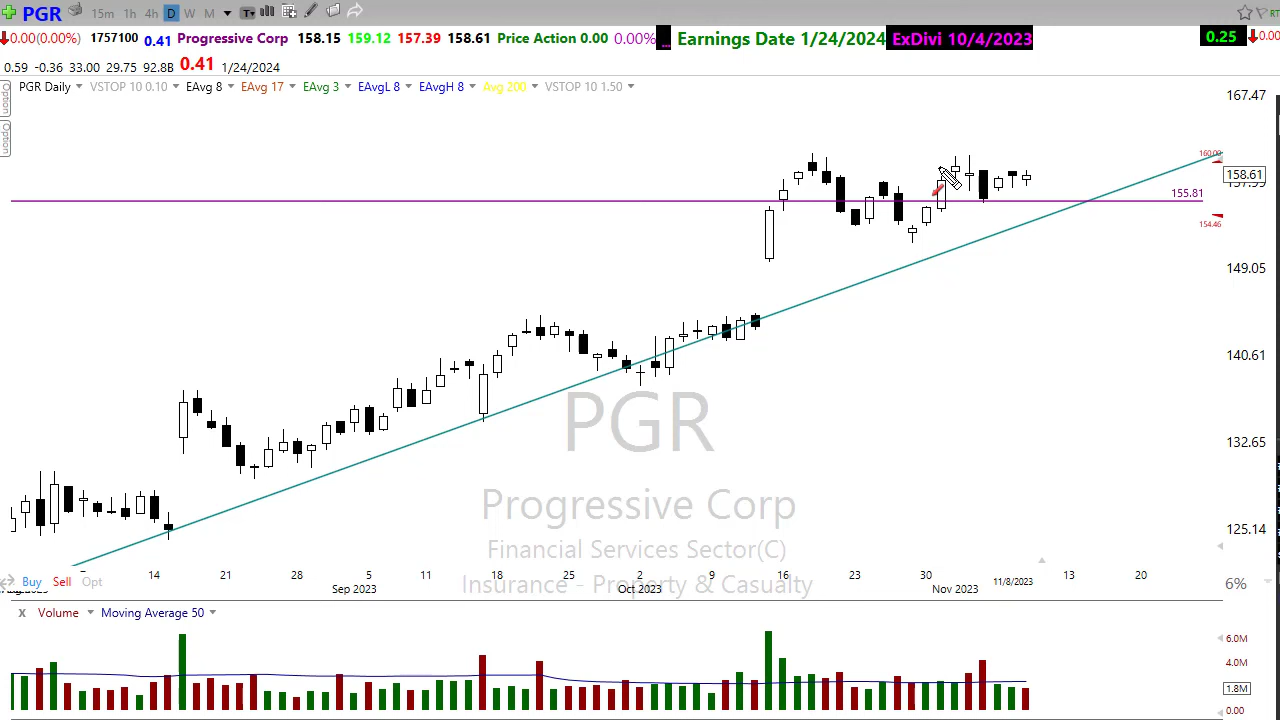 PGR 15m 1h 4h D W M T
0.00(0.00%) 1757100 0.41 Progressive Corp 158.15 159.12 157.39 158.61 Price Action 0.00 0.00% ... Earnings Date 1/24/2024 ExDivi 10/4/2023 0.25
0.59 -0.36 33.00 29.75 92.8B 0.41 1/24/2024
PGR Daily VSTOP 10 0.10 EAvg 8 EAvg 17 EAvg 3 EAvgL 8 EAvgH 8 Avg 200 VSTOP 10 1.50
Option
Option
167.47
160.00
158.61
155.81
154.46
149.05
140.61
PGR
132.65
Progressive Corp
125.14
Financial Services Sector(C)
Insurance - Property & Casualty
14 21 28 5 11 18 25 2 9 16 23 30 11/8/2023 13 20
Sep 2023 Oct 2023 Nov 2023
Buy Sell Opt 6%
X Volume Moving Average 50
6.0M
4.0M
1.8M
0.00